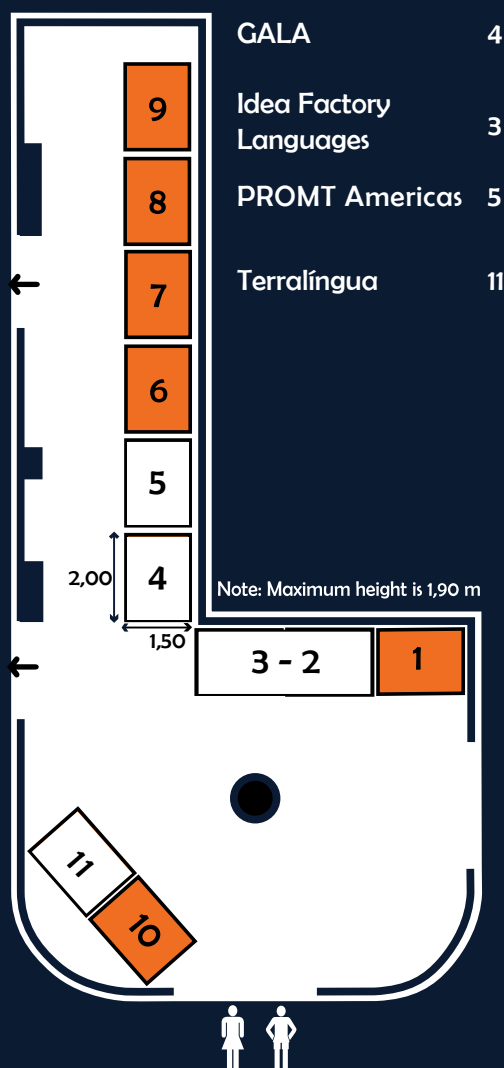 GALA 4
Idea Factory
Languages 3
PROMT Americas 5
Terralíngua 11
9
8
7
6
5
4
2,00
1,50
Note: Maximum height is 1,90 m
3 - 2
1
11
10